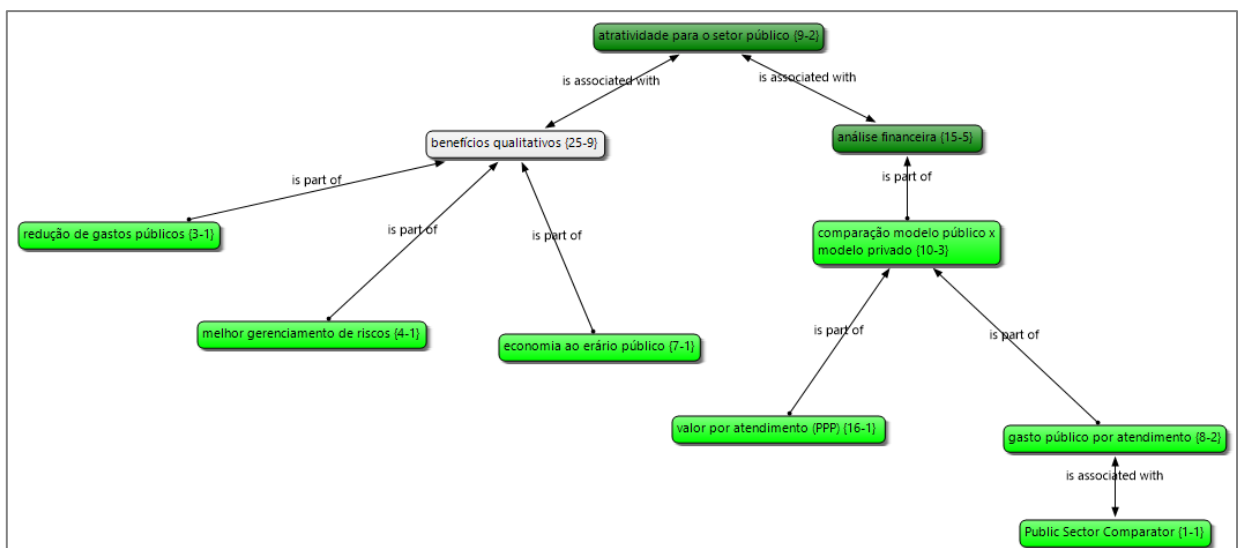 atratividade para o setor público {9-2}
is associated with
is associated with
benefícios qualitativos {25-9}
análise financeira {15-5}
is part of
is part of
redução de gastos públicos {3-1}
is part of
is part of
comparação modelo público x
modelo privado {10-3}
melhor gerenciamento de riscos {4-1}
economia ao erário público {7-1}
is part of
is part of
valor por atendimento (PPP) {16-1}
gasto público por atendimento {8-2}
is associated with
Public Sector Comparator {1-1}